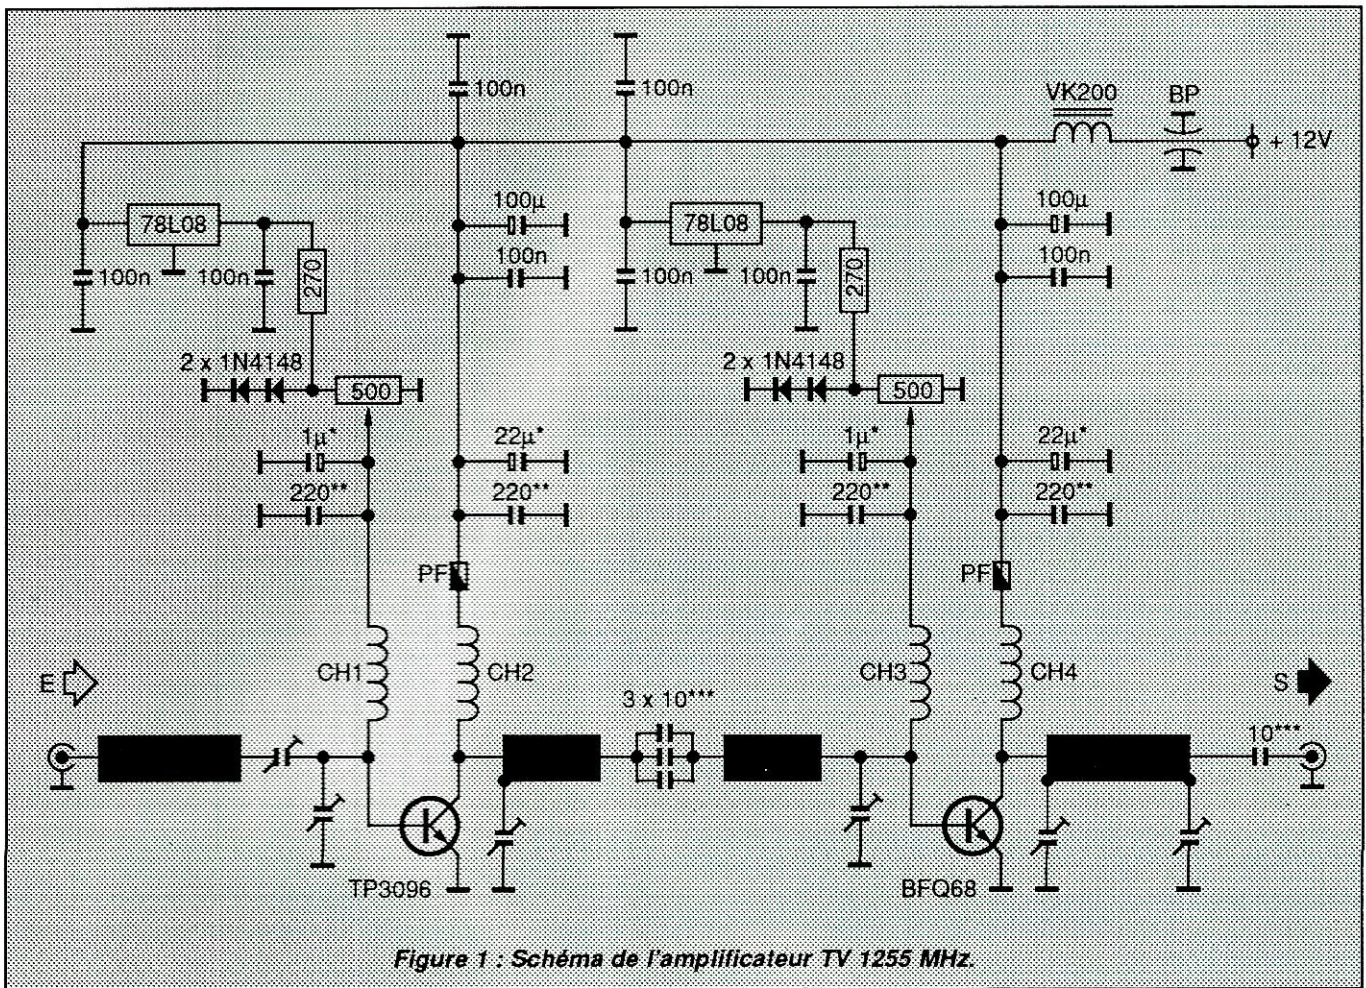 100n
100n
VK200
BP
+ 12V
78L08
100n
100n
270
100µ
100n
78L08
100n
100n
270
100µ
100n
2 x 1N4148
500
2 x 1N4148
500
1µ*
220**
22µ*
220**
1µ*
220**
22µ*
220**
PF
PF
E
CH1
CH2
3 x 10***
CH3
CH4
S
10***
TP3096
BFQ68
Figure 1 : Schéma de l'amplificateur TV 1255 MHz.